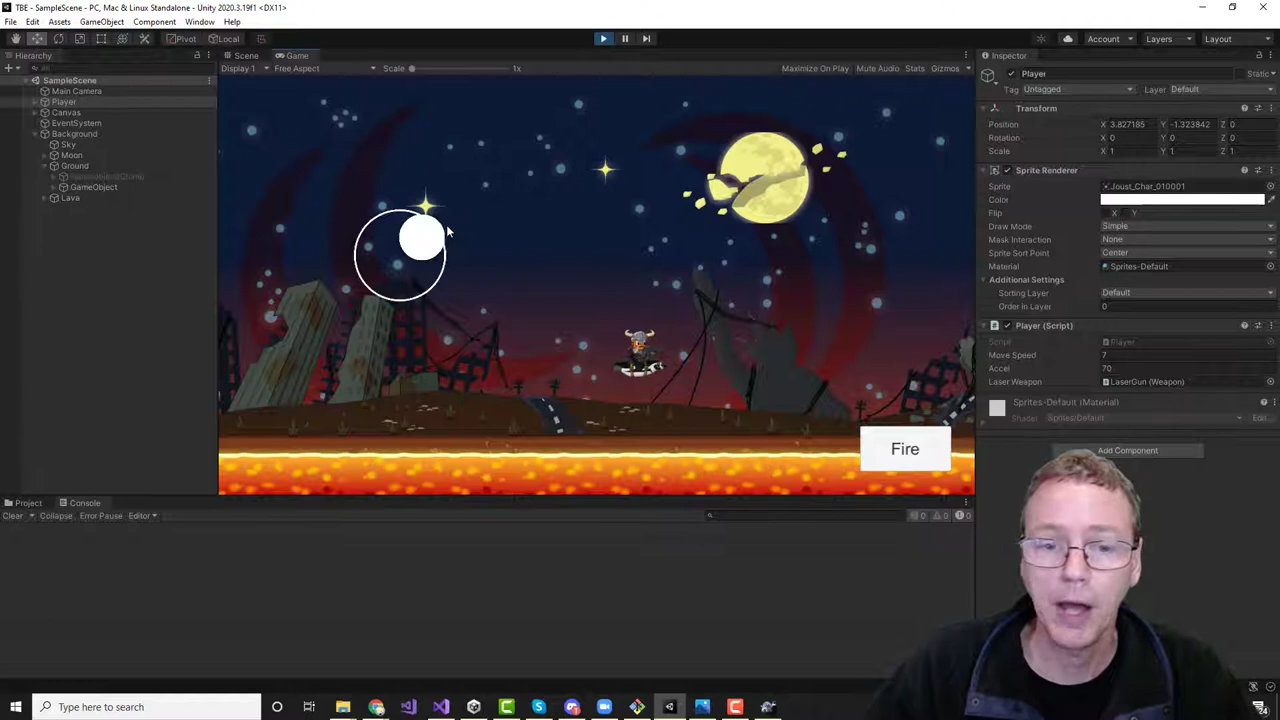 TBE - SampleScene - PC, Mac & Linux Standalone - Unity 2020.3.19f1 <DX11>
File Edit Assets GameObject Component Window Help
Pivot Local Account Layers Layout
Hierarchy Scene Game Inspector
All Display 1 Free Aspect Scale 1x Maximize On Play Mute Audio Stats Gizmos Player Static
SampleScene Tag Untagged Layer Default
Main Camera
Player Transform
Canvas
EventSystem Position X 3.827185 Y -1.323842 Z 0
Background Rotation X 0 Y 0 Z 0
Sky Scale X 1 Y 1 Z 1
Moon
Ground Sprite Renderer
GameObject Sprite Joust_Char_010001
Lava Color
Flip X Y
Draw Mode Simple
Mask Interaction None
Sprite Sort Point Center
Material Sprites-Default
Additional Settings
Sorting Layer Default
Order in Layer 0
Player (Script)
Script Player
Move Speed 7
Accel 70
Laser Weapon LaserGun (Weapon)
Sprites-Default (Material)
Shader Sprites/Default Edit...
Add Component
Fire
Project Console
Clear Collapse Error Pause Editor 0 0 0
Type here to search